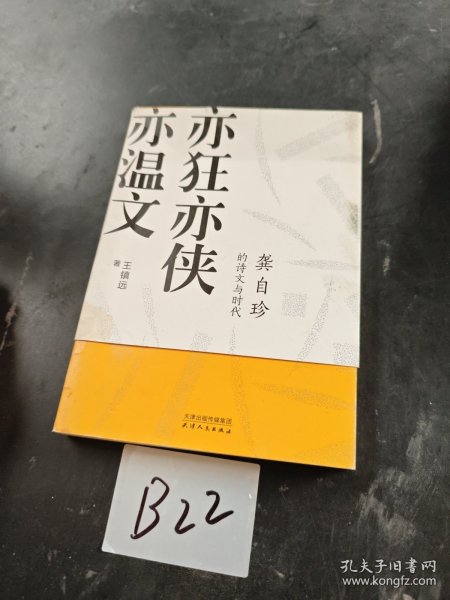 亦狂亦侠
亦温文
龚自珍
的诗文与时代
王镇远
著
天津出版传媒集团
天津人民出版社
B22
孔夫子旧书网
www.kongfz.com